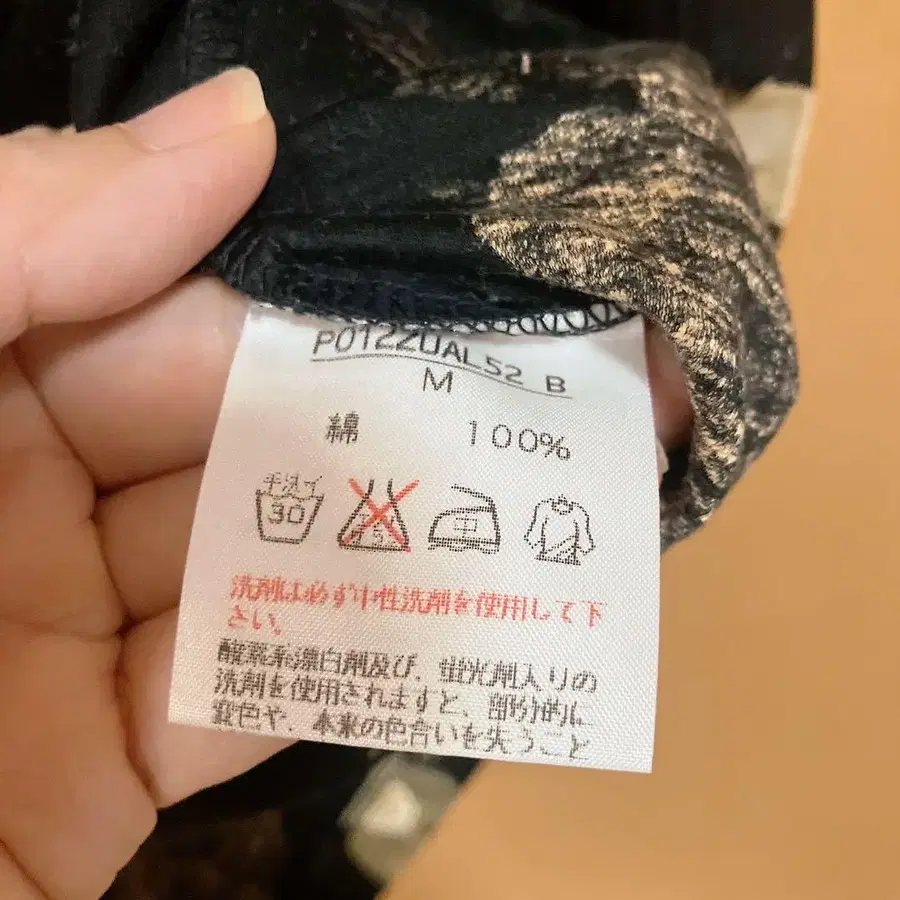 P0122UAL52 B
M
綿 100%
手洗イ
30
中
洗剤は必ず中性洗剤を使用して下
さい。
酸素系漂白剤及び、蛍光剤入りの
洗剤を使用されますと、部分的に
変色や、本来の色合いを失うこと